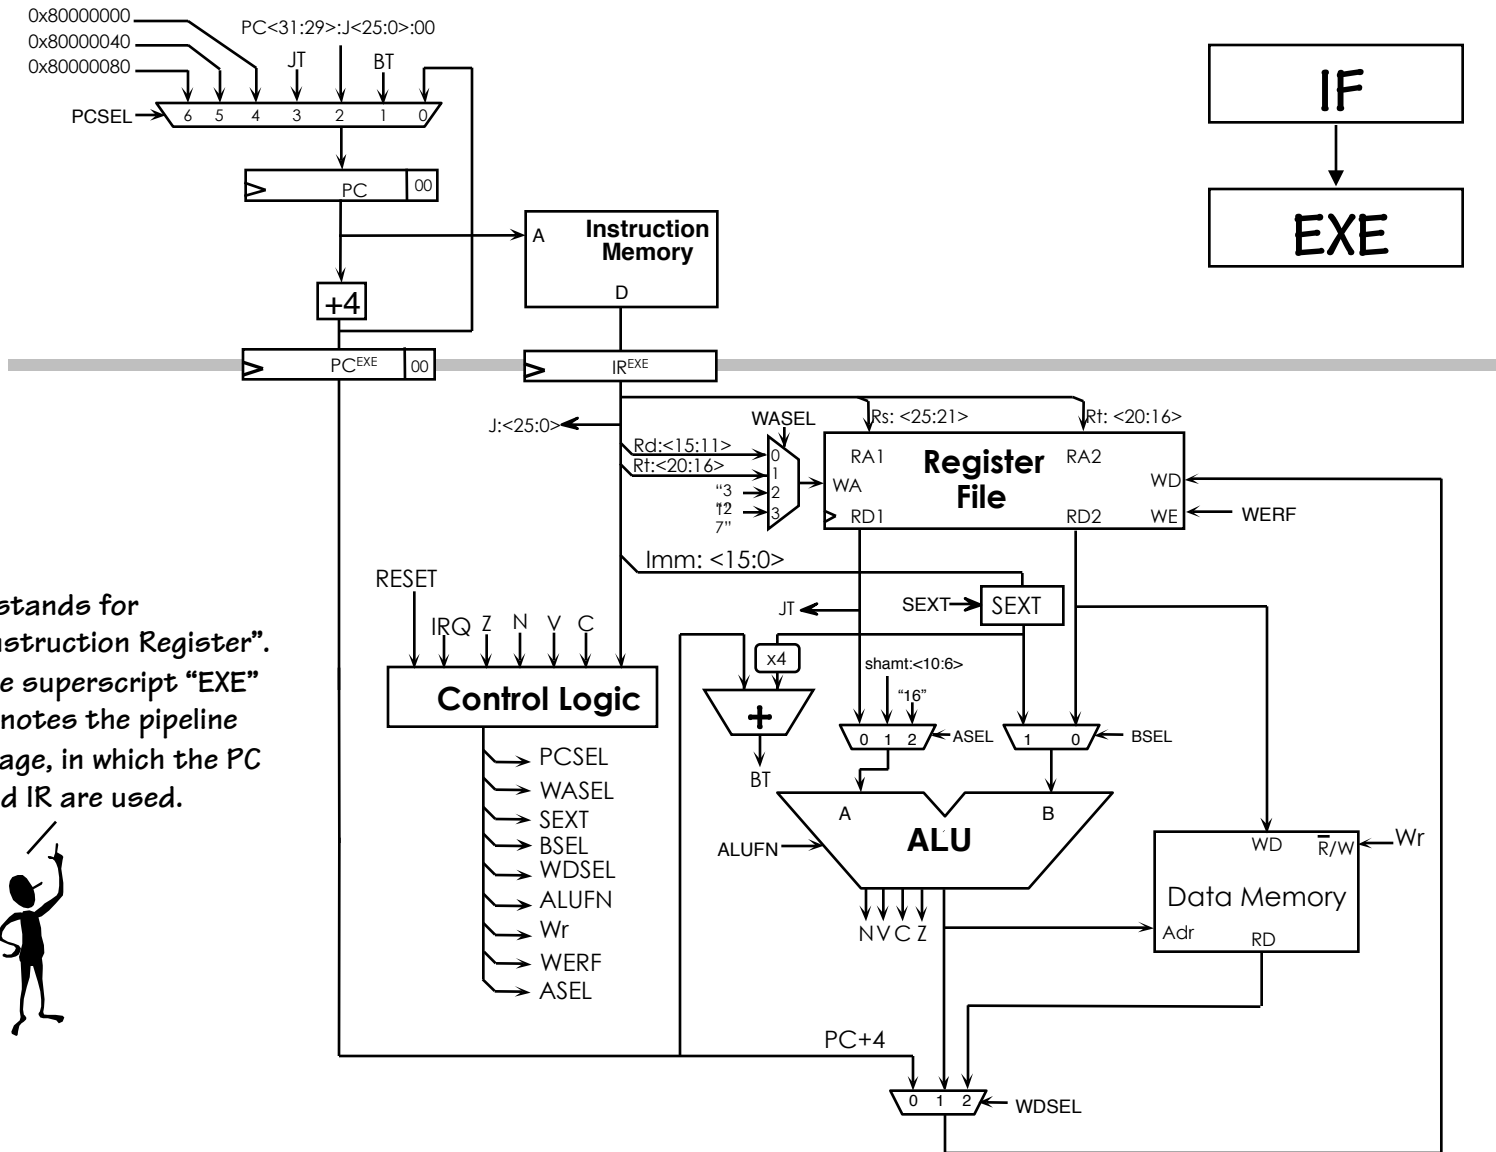 0x80000000
0x80000040
0x80000080
PC<31:29>:J<25:0>:00
JT
BT
PCSEL
6 5 4 3 2 1 0
PC
00
A
Instruction
Memory
D
+4
IF
EXE
PCEXE
00
IREXE
J:<25:0>
WASEL
Rs: <25:21>
Rt: <20:16>
Rd:<15:11>
Rt:<20:16>
0
1
2
3
“3
12
7”
RA1
Register
File
RA2
WA
WD
RD1
RD2
WE
WERF
Imm: <15:0>
RESET
IRQ Z N V C
JT
SEXT
SEXT
x4
shamt:<10:6>
“16”
+
BT
0 1 2
ASEL
1 0
BSEL
Control Logic
PCSEL
WASEL
SEXT
BSEL
WDSEL
ALUFN
Wr
WERF
ASEL
stands for
nstruction Register”.
e superscript “EXE”
notes the pipeline
age, in which the PC
d IR are used.
A
B
ALU
ALUFN
N V C Z
WD
R/W
Wr
Data Memory
Adr
RD
PC+4
0 1 2
WDSEL